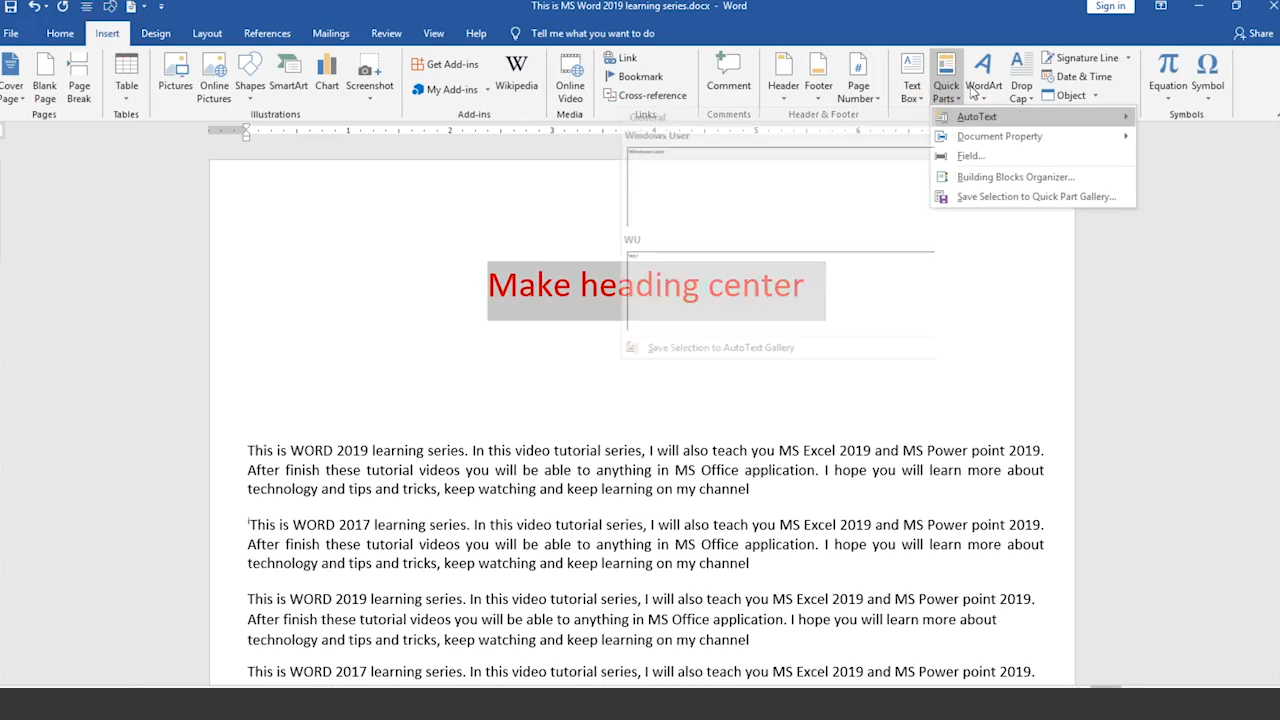 This is MS Word 2019 learning series.docx - Word
Sign in
File Home Insert Design Layout References Mailings Review View Help Tell me what you want to do Share
Cover Page
Blank Page
Page Break
Pages
Table
Tables
Pictures
Online Pictures
Shapes
SmartArt
Chart
Screenshot
Illustrations
Get Add-ins
My Add-ins
W
Wikipedia
Add-ins
Online Video
Media
Link
Bookmark
Cross-reference
Links
Comment
Comments
Header
Footer
Page Number
Header & Footer
Text Box
Quick Parts
WordArt
Drop Cap
Signature Line
Date & Time
Object
Equation
Symbol
Symbols
AutoText
Document Property
Field...
Building Blocks Organizer...
Save Selection to Quick Part Gallery...
General
Windows User
Windows User
WU
Save Selection to AutoText Gallery
1 1 2 3 4 5 6 7
Make heading center
This is WORD 2019 learning series. In this video tutorial series, I will also teach you MS Excel 2019 and MS Power point 2019.
After finish these tutorial videos you will be able to anything in MS Office application. I hope you will learn more about
technology and tips and tricks, keep watching and keep learning on my channel
iThis is WORD 2017 learning series. In this video tutorial series, I will also teach you MS Excel 2019 and MS Power point 2019.
After finish these tutorial videos you will be able to anything in MS Office application. I hope you will learn more about
technology and tips and tricks, keep watching and keep learning on my channel
This is WORD 2019 learning series. In this video tutorial series, I will also teach you MS Excel 2019 and MS Power point 2019.
After finish these tutorial videos you will be able to anything in MS Office application. I hope you will learn more about
technology and tips and tricks, keep watching and keep learning on my channel
This is WORD 2017 learning series. In this video tutorial series, I will also teach you MS Excel 2019 and MS Power point 2019.